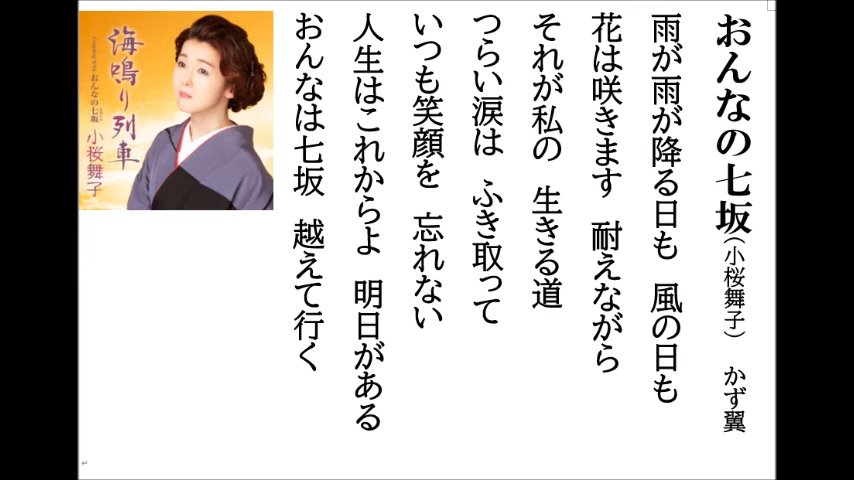 おんなの七坂(小桜舞子) かず翼
雨が雨が降る日も 風の日も
花は咲きます 耐えながら
それが私の 生きる道
つらい涙は ふき取って
いつも笑顔を 忘れない
人生はこれからよ 明日がある
おんなは七坂 越えて行く
海鳴り列車
おんなの七坂
小桜舞子